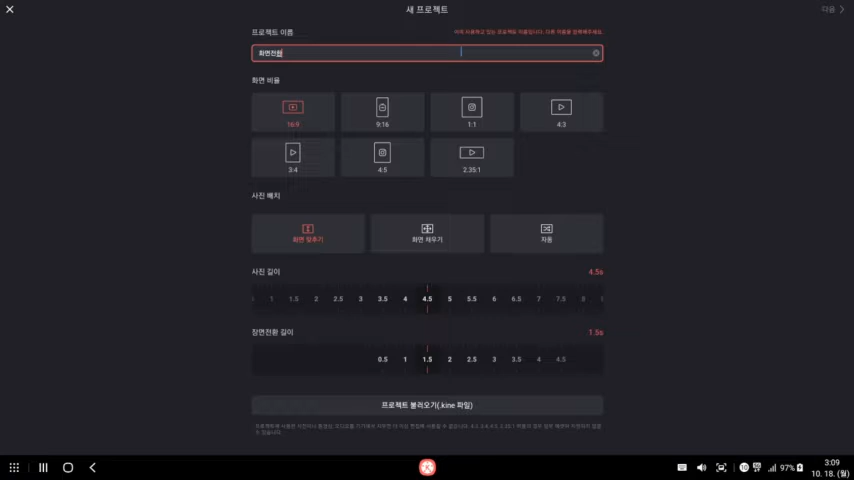 새 프로젝트
다음
프로젝트 이름
이미 사용하고 있는 프로젝트 이름입니다. 다른 이름을 입력해주세요.
화면전환
화면 비율
16:9
9:16
1:1
4:3
3:4
4:5
2.35:1
사진 배치
화면 맞추기
화면 채우기
자동
사진 길이
4.5s
1 1.5 2 2.5 3 3.5 4 4.5 5 5.5 6 6.5 7 7.5 8
장면전환 길이
1.5s
0.5 1 1.5 2 2.5 3 3.5 4 4.5
프로젝트 불러오기(.kine 파일)
97%
3:09
10. 18. (월)